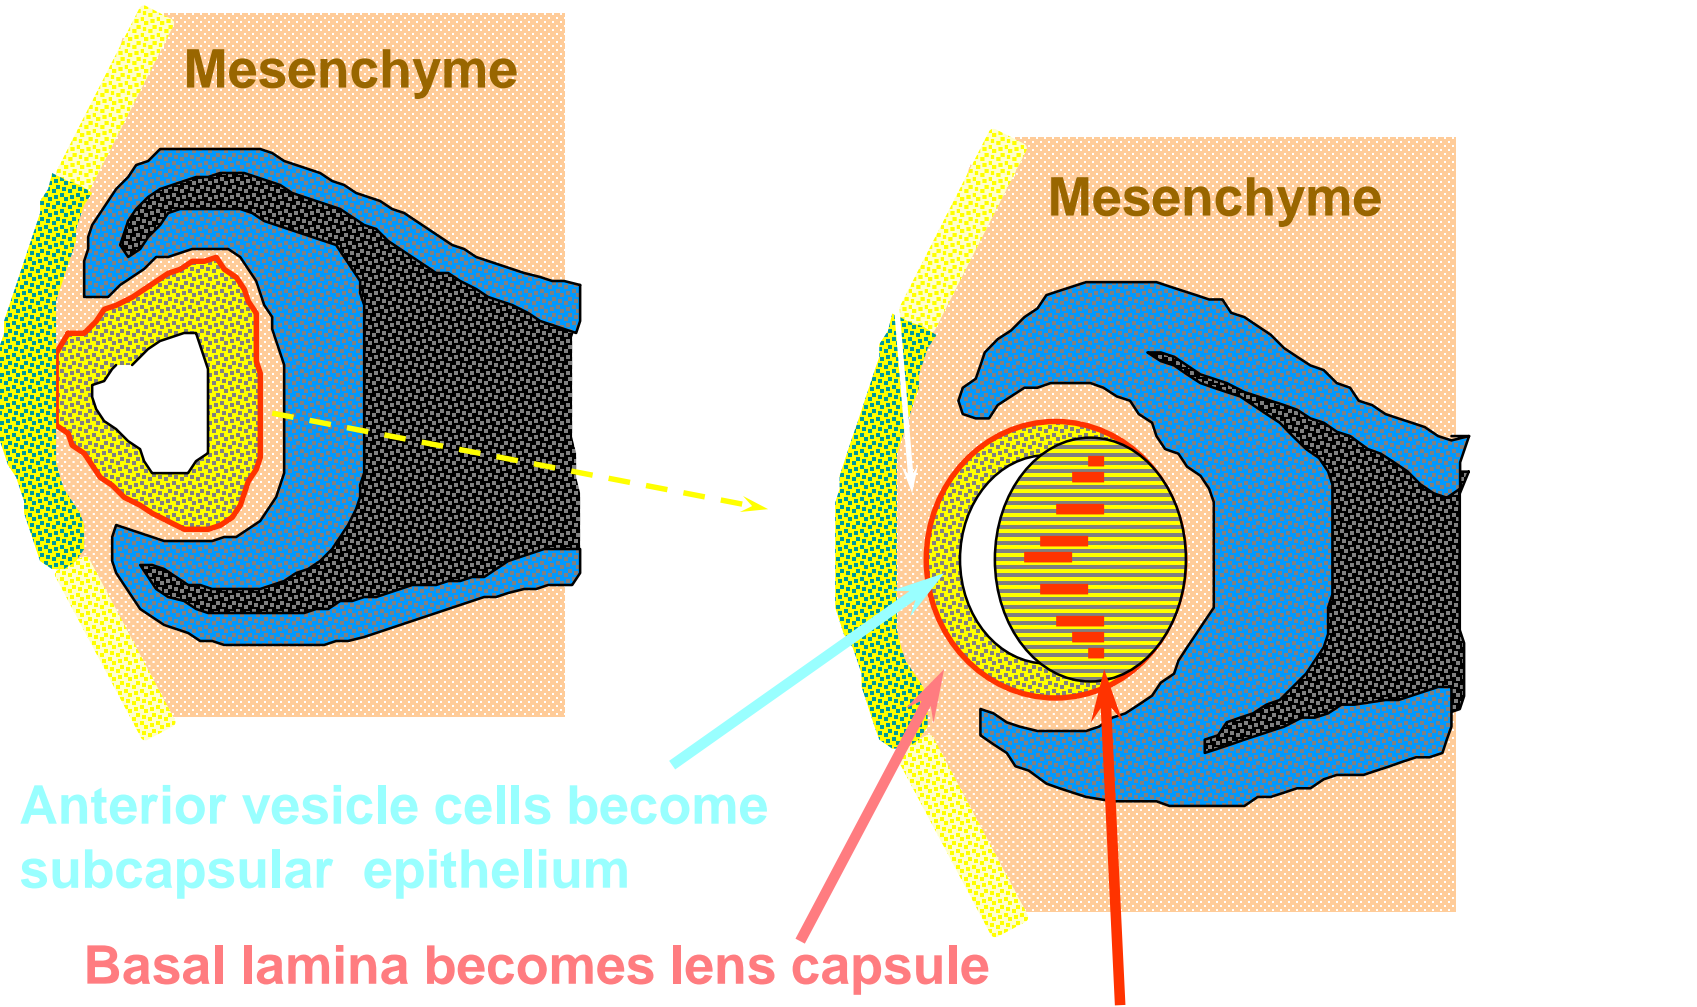 Mesenchyme
Mesenchyme
Anterior vesicle cells become
subcapsular epithelium
Basal lamina becomes lens capsule